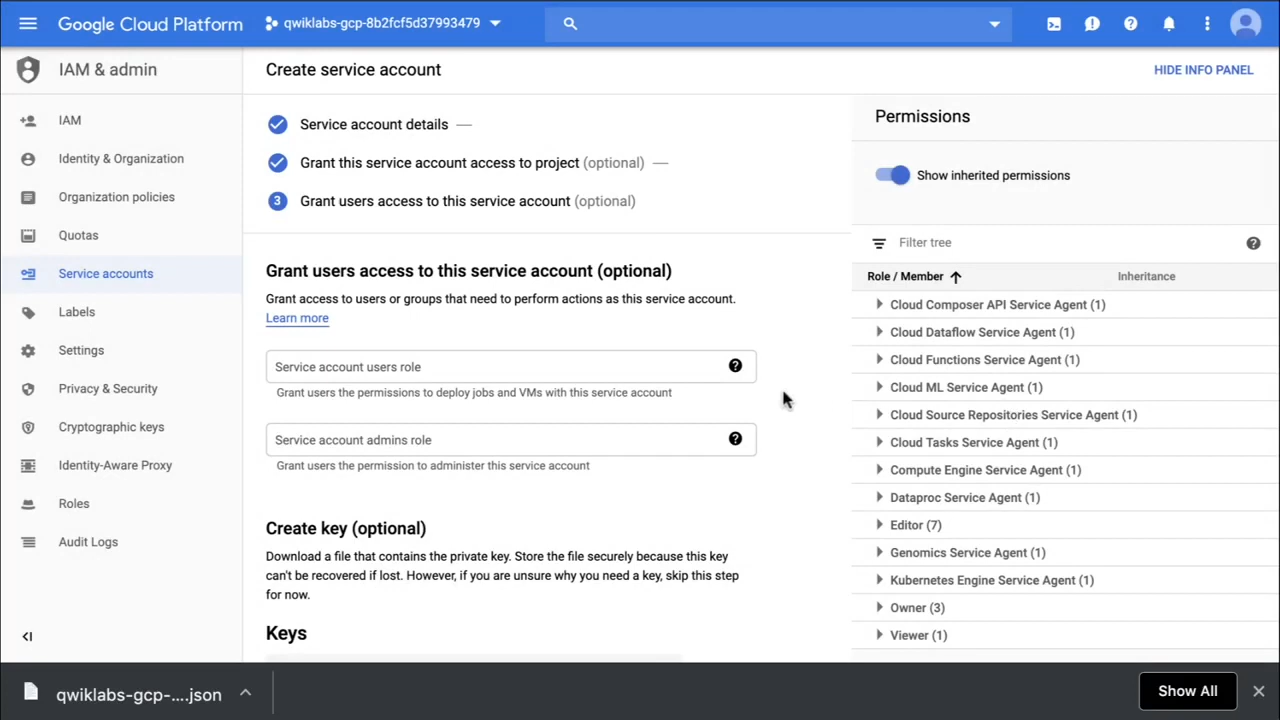 Google Cloud Platform
qwiklabs-gcp-8b2fcf5d37993479
IAM & admin
Create service account
HIDE INFO PANEL
IAM
Identity & Organization
Organization policies
Quotas
Service accounts
Labels
Settings
Privacy & Security
Cryptographic keys
Identity-Aware Proxy
Roles
Audit Logs
Service account details
Grant this service account access to project (optional)
3 Grant users access to this service account (optional)
Grant users access to this service account (optional)
Grant access to users or groups that need to perform actions as this service account.
Learn more
Service account users role
Grant users the permissions to deploy jobs and VMs with this service account
Service account admins role
Grant users the permission to administer this service account
Create key (optional)
Download a file that contains the private key. Store the file securely because this key
can't be recovered if lost. However, if you are unsure why you need a key, skip this step
for now.
Keys
Permissions
Show inherited permissions
Filter tree
Role / Member Inheritance
Cloud Composer API Service Agent (1)
Cloud Dataflow Service Agent (1)
Cloud Functions Service Agent (1)
Cloud ML Service Agent (1)
Cloud Source Repositories Service Agent (1)
Cloud Tasks Service Agent (1)
Compute Engine Service Agent (1)
Dataproc Service Agent (1)
Editor (7)
Genomics Service Agent (1)
Kubernetes Engine Service Agent (1)
Owner (3)
Viewer (1)
qwiklabs-gcp-....json
Show All